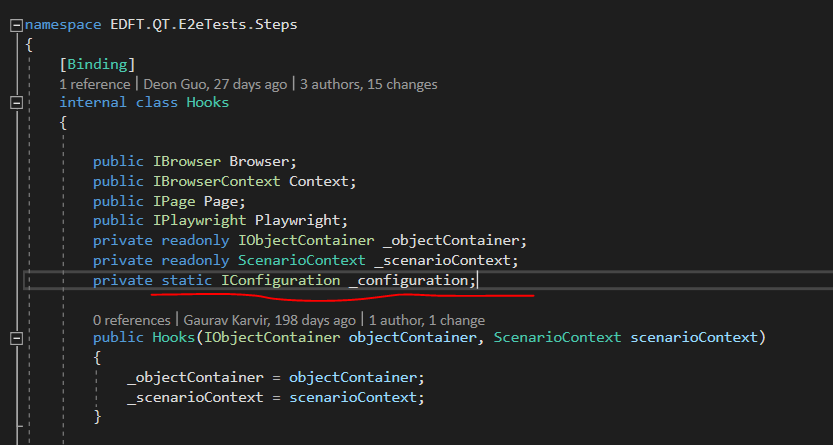 namespace EDFT.QT.E2eTests.Steps
{
[Binding]
1 reference | Deon Guo, 27 days ago | 3 authors, 15 changes
internal class Hooks
{
public IBrowser Browser;
public IBrowserContext Context;
public IPage Page;
public IPlaywright Playwright;
private readonly IObjectContainer _objectContainer;
private readonly ScenarioContext _scenarioContext;
private static IConfiguration _configuration;
0 references | Gaurav Karvir, 198 days ago | 1 author, 1 change
public Hooks(IObjectContainer objectContainer, ScenarioContext scenarioContext)
{
_objectContainer = objectContainer;
_scenarioContext = scenarioContext;
}